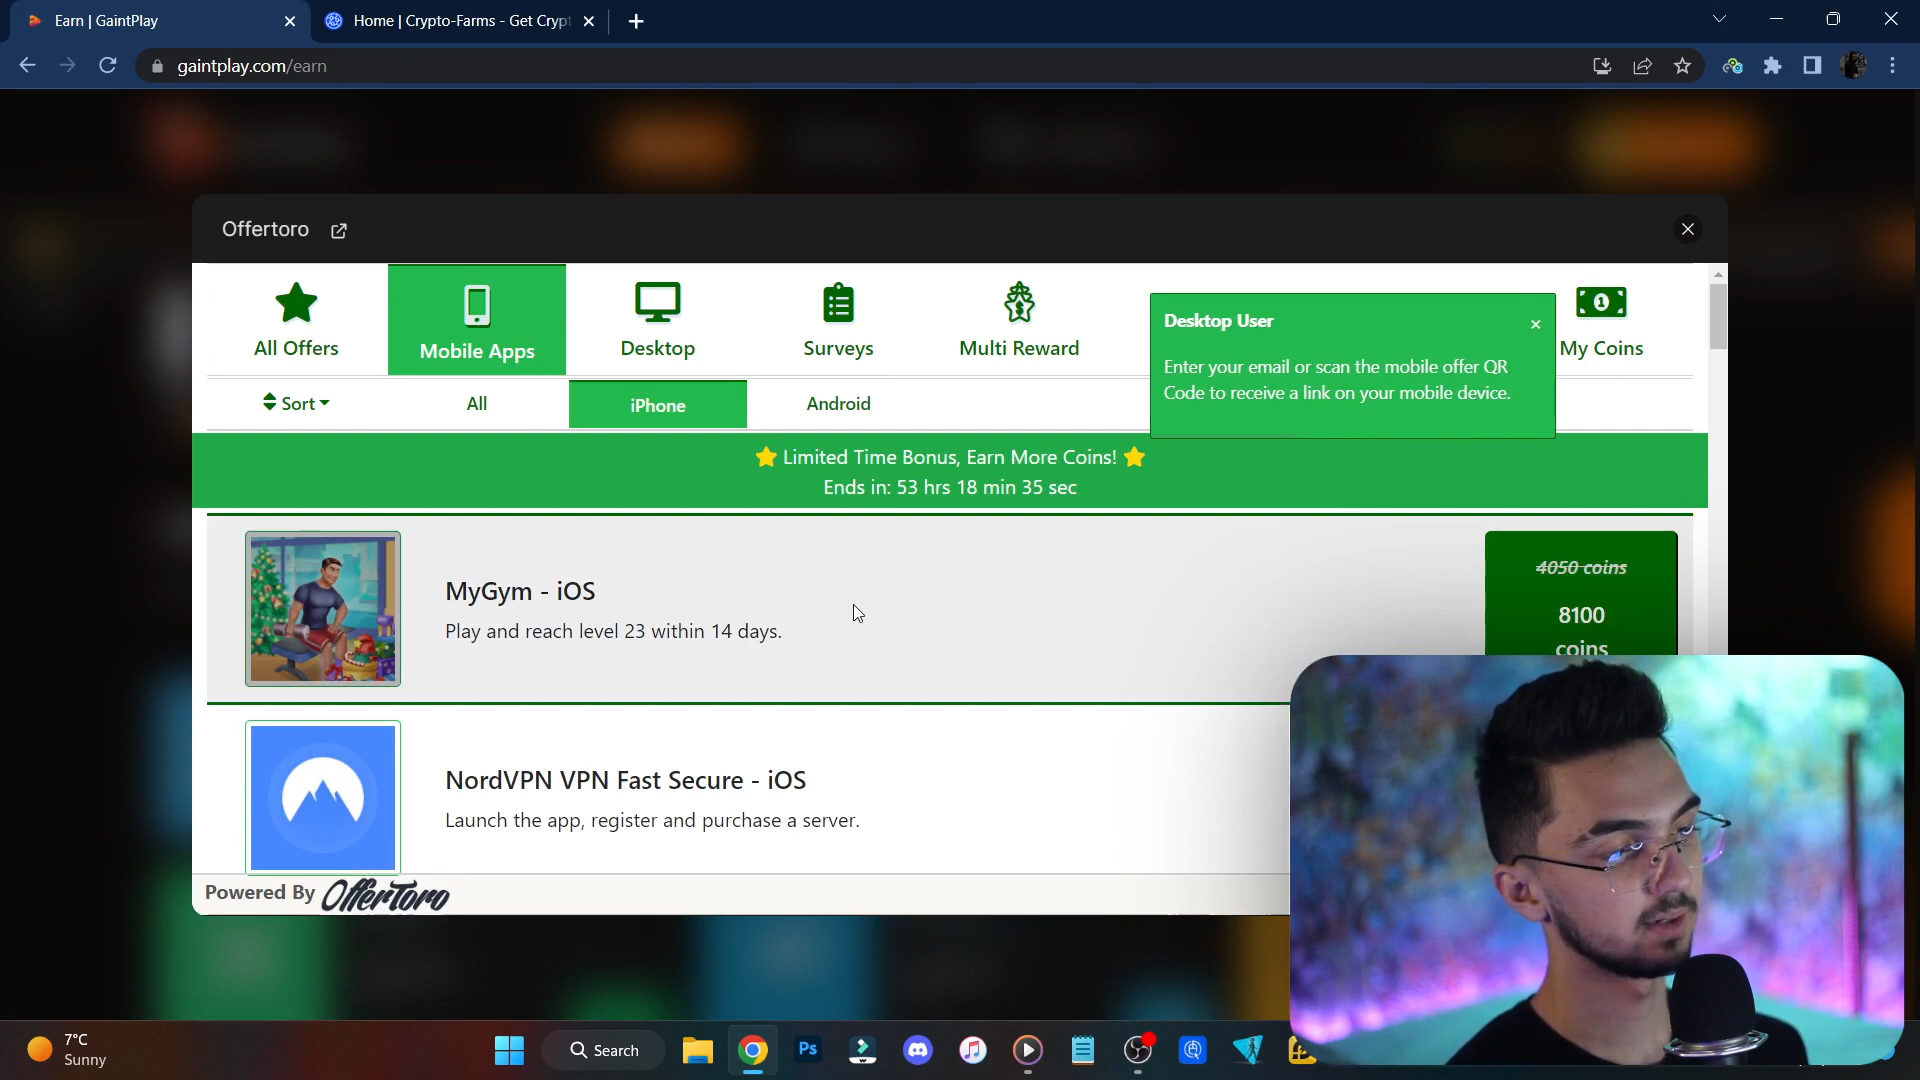 Earn | GaintPlay
Home | Crypto-Farms - Get Crypt
gaintplay.com/earn
Offertoro
All Offers
Mobile Apps
Desktop
Surveys
Multi Reward
My Coins
Desktop User
Enter your email or scan the mobile offer QR
Code to receive a link on your mobile device.
Sort
All
iPhone
Android
Limited Time Bonus, Earn More Coins!
Ends in: 53 hrs 18 min 35 sec
MyGym - iOS
Play and reach level 23 within 14 days.
4050 coins
8100
coins
NordVPN VPN Fast Secure - iOS
Launch the app, register and purchase a server.
Powered By OfferToro
7°C
Sunny
Search
Ps